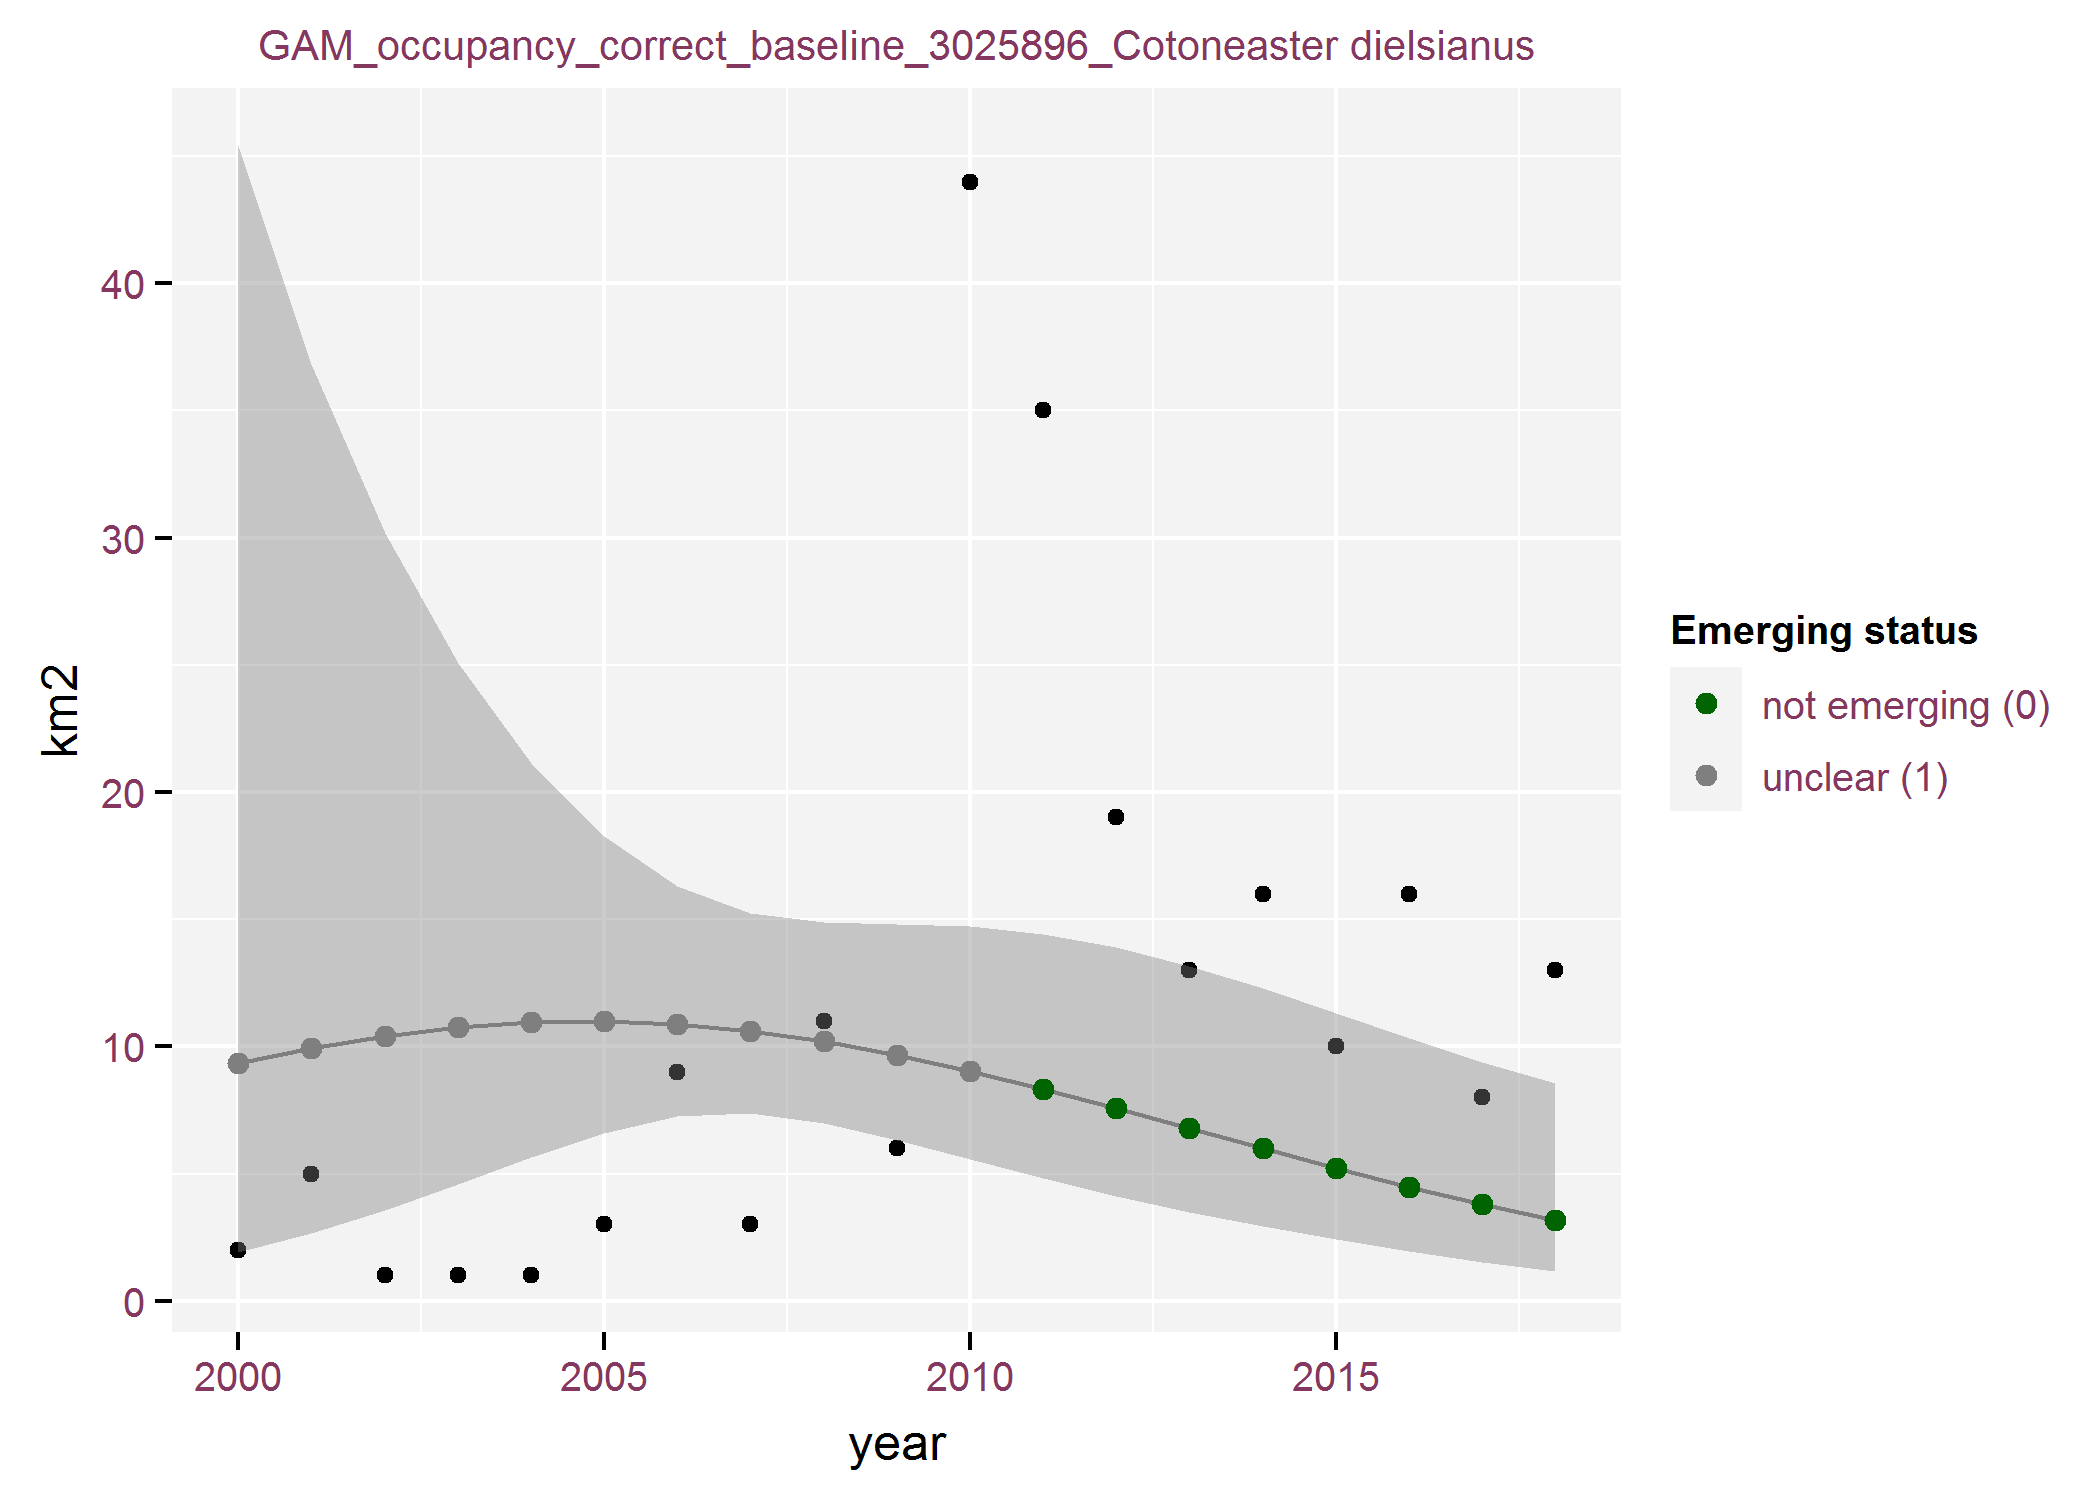 GAM_occupancy_correct_baseline_3025896_Cotoneaster dielsianus
km2
40
30
20
10
0
2000 2005 2010 2015
year
Emerging status
not emerging (0)
unclear (1)